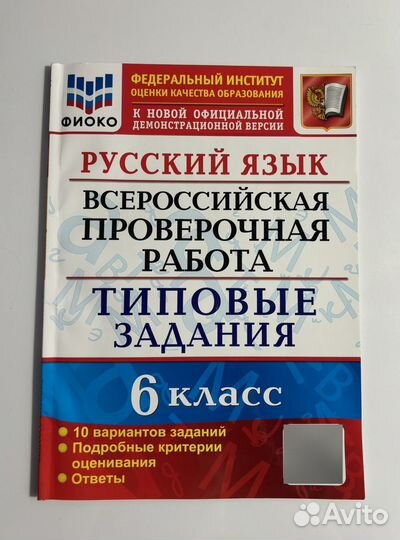 ФЕДЕРАЛЬНЫЙ ИНСТИТУТ
ОЦЕНКИ КАЧЕСТВА ОБРАЗОВАНИЯ
ФИОКО
К НОВОЙ ОФИЦИАЛЬНОЙ
ДЕМОНСТРАЦИОННОЙ ВЕРСИИ
РУССКИЙ ЯЗЫК
ВСЕРОССИЙСКАЯ
ПРОВЕРОЧНАЯ
РАБОТА
ТИПОВЫЕ
ЗАДАНИЯ
6 КЛАСС
• 10 вариантов заданий
• Подробные критерии
оценивания
• Ответы
Avito